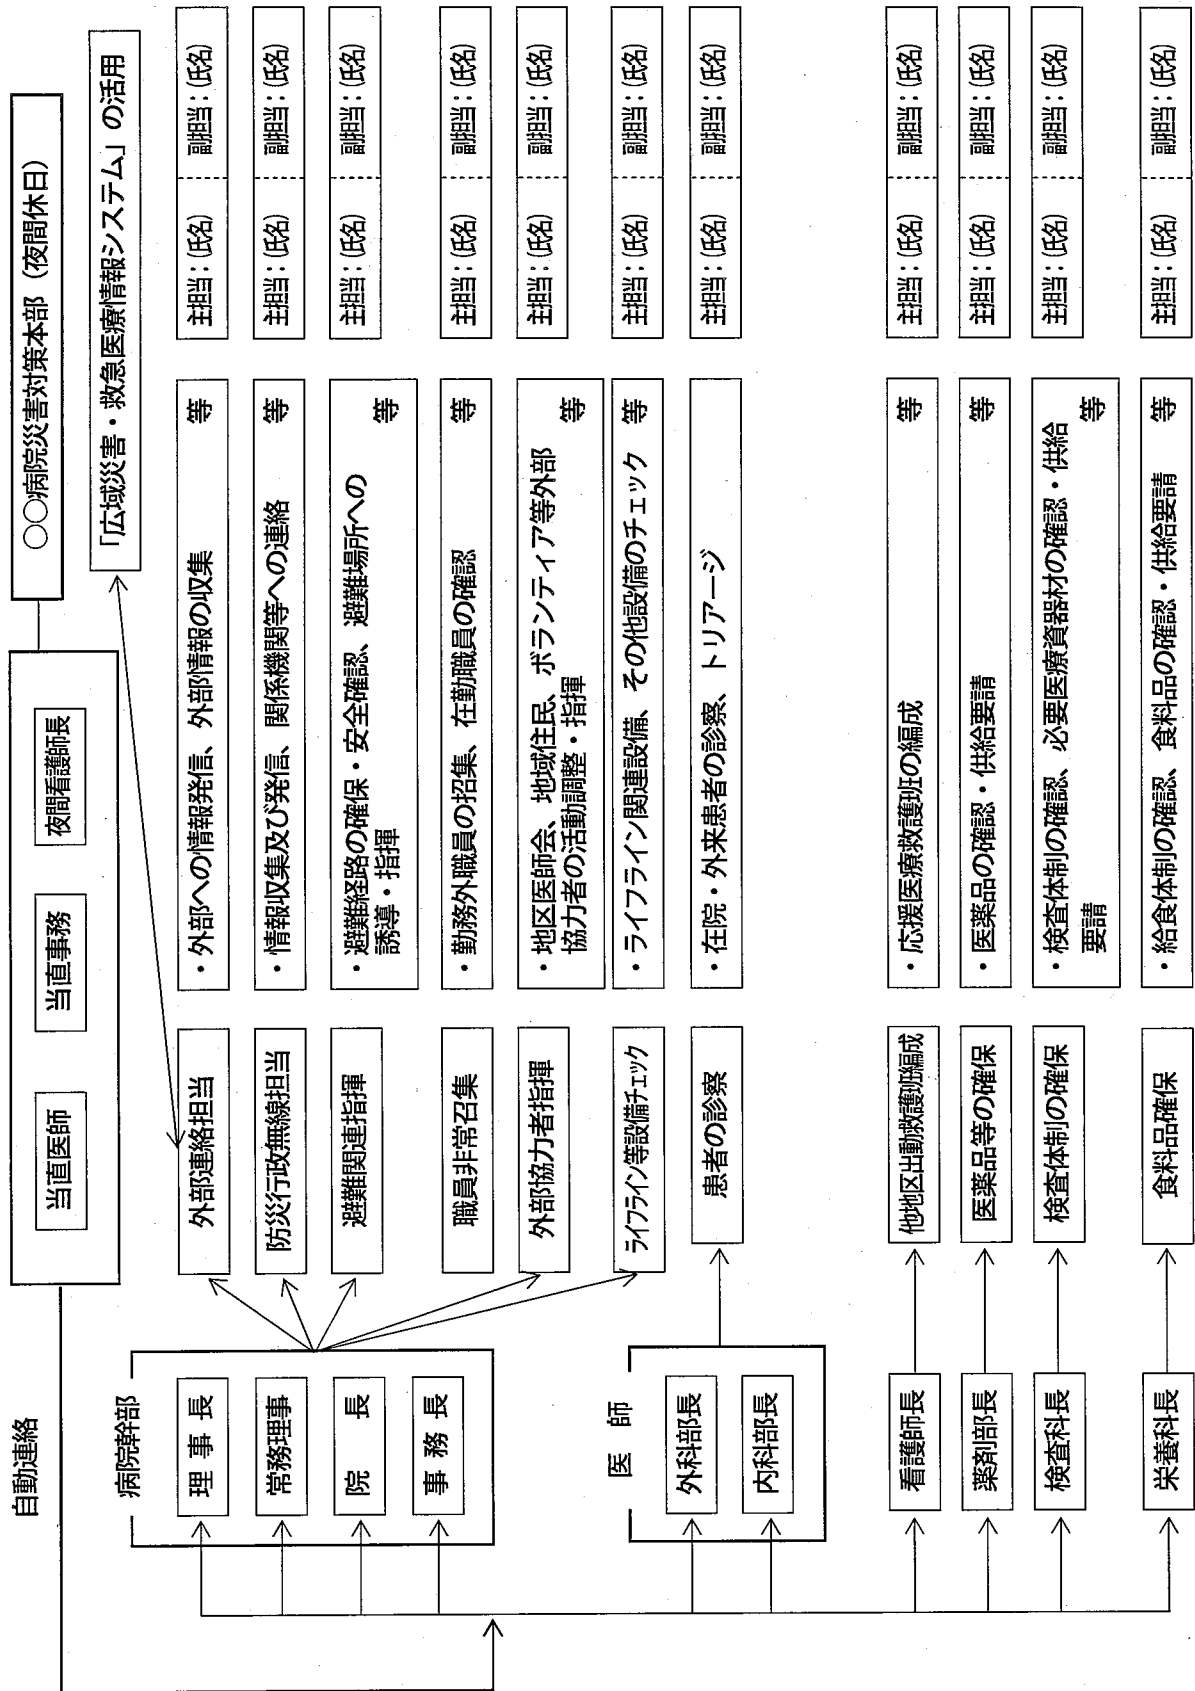 ○○病院災害対策本部（夜間休日）
当直医師
当直事務
夜間看護師長
「広域災害・救急医療情報システム」の活用
自動連絡
病院幹部
理事長
常務理事
院長
事務長
医師
外科部長
内科部長
看護師長
薬剤部長
検査科長
栄養科長
外部連絡担当
・外部への情報発信、外部情報の収集 等
主担当：(氏名)
副担当：(氏名)
防災行政無線担当
・情報収集及び発信、関係機関等への連絡 等
主担当：(氏名)
副担当：(氏名)
避難関連指揮
・避難経路の確保・安全確認、避難場所への
誘導・指揮 等
主担当：(氏名)
副担当：(氏名)
職員非常召集
・勤務外職員の招集、在勤職員の確認 等
主担当：(氏名)
副担当：(氏名)
外部協力者指揮
・地区医師会、地域住民、ボランティア等外部
協力者の活動調整・指揮 等
主担当：(氏名)
副担当：(氏名)
ライフライン等設備チェック
・ライフライン関連設備、その他設備のチェック 等
主担当：(氏名)
副担当：(氏名)
患者の診察
・在院・外来患者の診察、トリアージ
主担当：(氏名)
副担当：(氏名)
他地区出動救護班編成
・応援医療救護班の編成 等
主担当：(氏名)
副担当：(氏名)
医薬品等の確保
・医薬品の確認・供給要請 等
主担当：(氏名)
副担当：(氏名)
検査体制の確保
・検査体制の確認、必要医療資器材の確認・供給
要請 等
主担当：(氏名)
副担当：(氏名)
食料品確保
・給食体制の確認、食料品の確認・供給要請 等
主担当：(氏名)
副担当：(氏名)